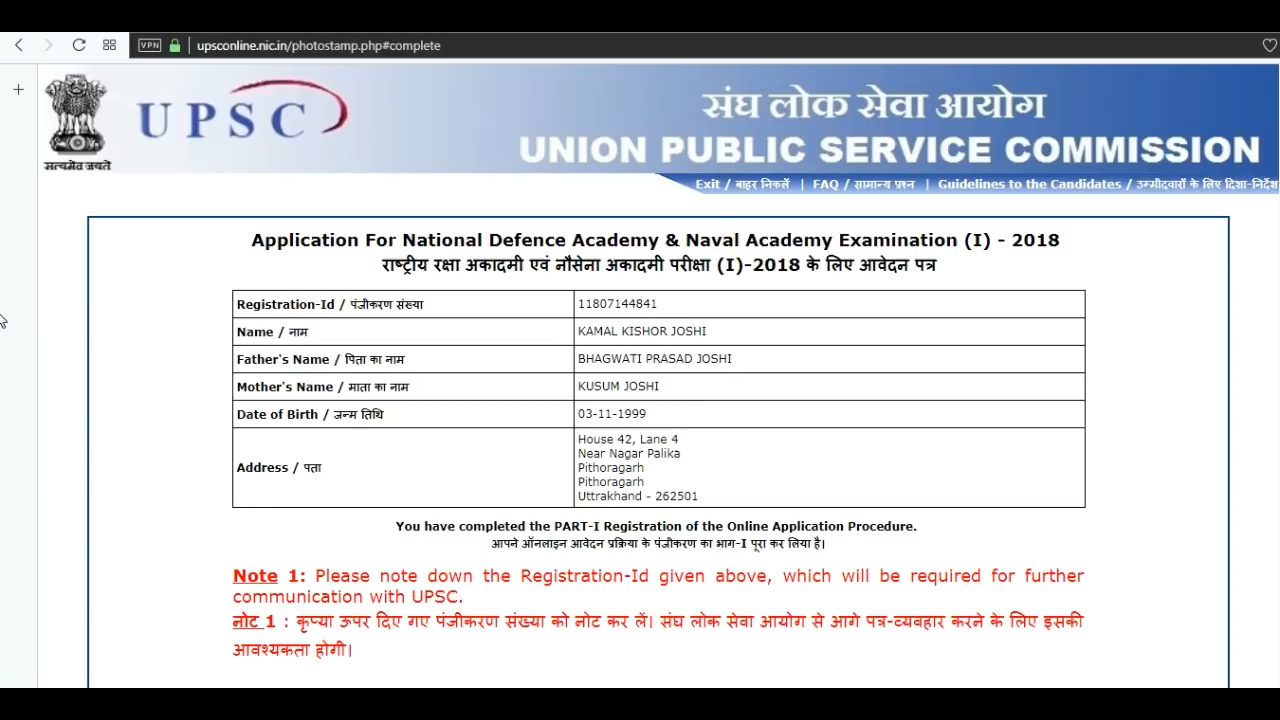 VPN upsconline.nic.in/photostamp.php#complete
सत्यमेव जयते
UPSC
संघ लोक सेवा आयोग
UNION PUBLIC SERVICE COMMISSION
Exit / बाहर निकलें | FAQ / सामान्य प्रश्न | Guidelines to the Candidates / उम्मीदवारों के लिए दिशा-निर्देश
Application For National Defence Academy & Naval Academy Examination (I) - 2018
राष्ट्रीय रक्षा अकादमी एवं नौसेना अकादमी परीक्षा (I)-2018 के लिए आवेदन पत्र
Registration-Id / पंजीकरण संख्या 11807144841
Name / नाम KAMAL KISHOR JOSHI
Father's Name / पिता का नाम BHAGWATI PRASAD JOSHI
Mother's Name / माता का नाम KUSUM JOSHI
Date of Birth / जन्म तिथि 03-11-1999
Address / पता
House 42, Lane 4
Near Nagar Palika
Pithoragarh
Pithoragarh
Uttrakhand - 262501
You have completed the PART-I Registration of the Online Application Procedure.
आपने ऑनलाइन आवेदन प्रक्रिया के पंजीकरण का भाग-I पूरा कर लिया है।
Note 1: Please note down the Registration-Id given above, which will be required for further
communication with UPSC.
नोट 1 : कृप्या ऊपर दिए गए पंजीकरण संख्या को नोट कर लें। संघ लोक सेवा आयोग से आगे पत्र-व्यवहार करने के लिए इसकी
आवश्यकता होगी।